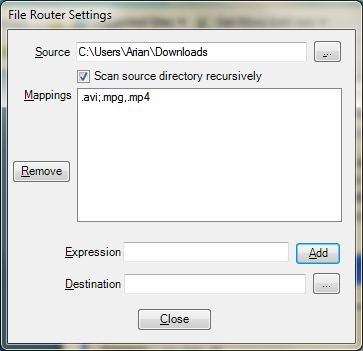 File Router Settings
Source C:\Users\Arian\Downloads ...
Scan source directory recursively
Mappings .avi;.mpg,.mp4
Remove
Expression Add
Destination ...
Close